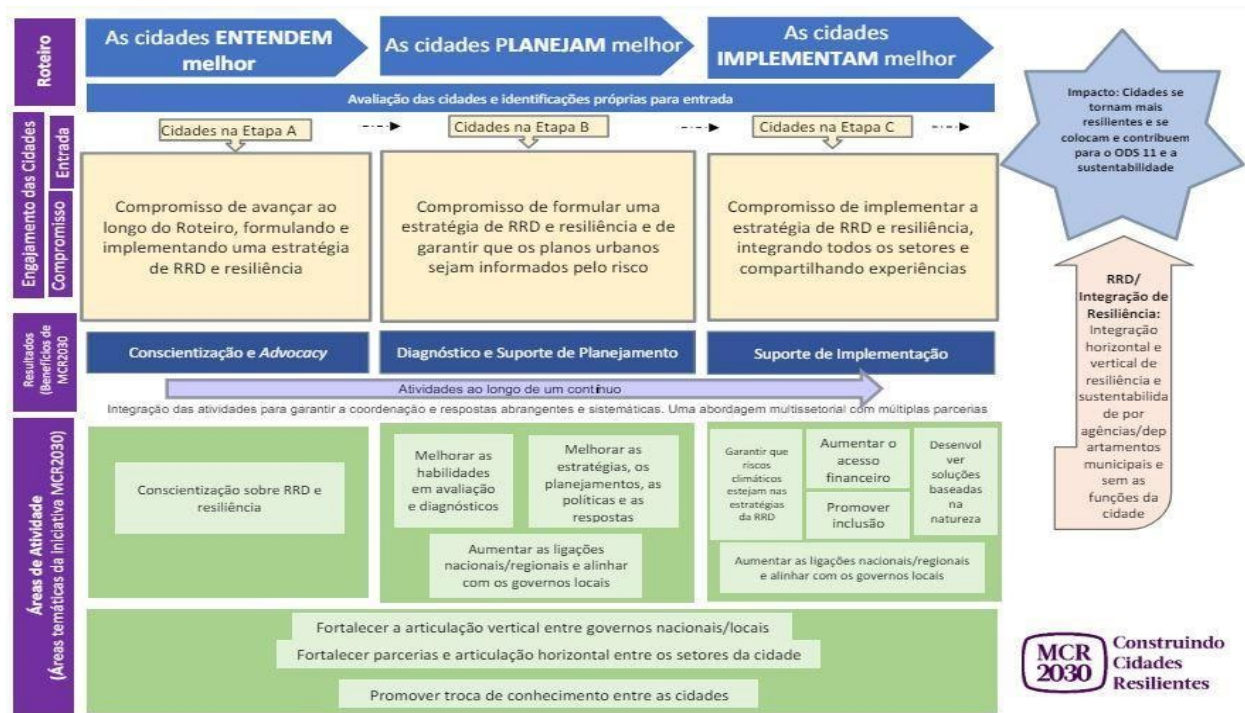 Roteiro
As cidades ENTENDEM
melhor
As cidades PLANEJAM melhor
As cidades
IMPLEMENTAM melhor
Avaliação das cidades e identificações próprias para entrada
Engajamento das Cidades
Entrada
Cidades na Etapa A
Cidades na Etapa B
Cidades na Etapa C
Compromisso
Compromisso de avançar ao
longo do Roteiro, formulando e
implementando uma estratégia
de RRD e resiliência
Compromisso de formular uma
estratégia de RRD e resiliência e de
garantir que os planos urbanos
sejam informados pelo risco
Compromisso de implementar a
estratégia de RRD e resiliência,
integrando todos os setores e
compartilhando experiências
Resultados
(Benefícios de
MCR2030)
Conscientização e Advocacy
Diagnóstico e Suporte de Planejamento
Suporte de Implementação
Atividades ao longo de um contínuo
Integração das atividades para garantir a coordenação e respostas abrangentes e sistemáticas. Uma abordagem multissetorial com múltiplas parcerias
Áreas de Atividade
(Áreas temáticas da iniciativa MCR2030)
Conscientização sobre RRD e
resiliência
Melhorar as
habilidades
em avaliação
e diagnósticos
Melhorar as
estratégias, os
planejamentos, as
políticas e as
respostas
Aumentar as ligações
nacionais/regionais e alinhar
com os governos locais
Garantir que
riscos
climáticos
estejam nas
estratégias
da RRD
Aumentar o
acesso
financeiro
Promover
inclusão
Desenvol
ver
soluções
baseadas
na
natureza
Aumentar as ligações nacionais/regionais
e alinhar com os governos locais
Fortalecer a articulação vertical entre governos nacionais/locais
Fortalecer parcerias e articulação horizontal entre os setores da cidade
Promover troca de conhecimento entre as cidades
Impacto: Cidades se
tornam mais
resilientes e se
colocam e contribuem
para o ODS 11 e a
sustentabilidade
RRD/
Integração de
Resiliência:
Integração
horizontal e
vertical de
resiliência e
sustentabilida
de por
agências/dep
artamentos
municipais e
sem as
funções da
cidade
MCR
2030
Construindo
Cidades
Resilientes